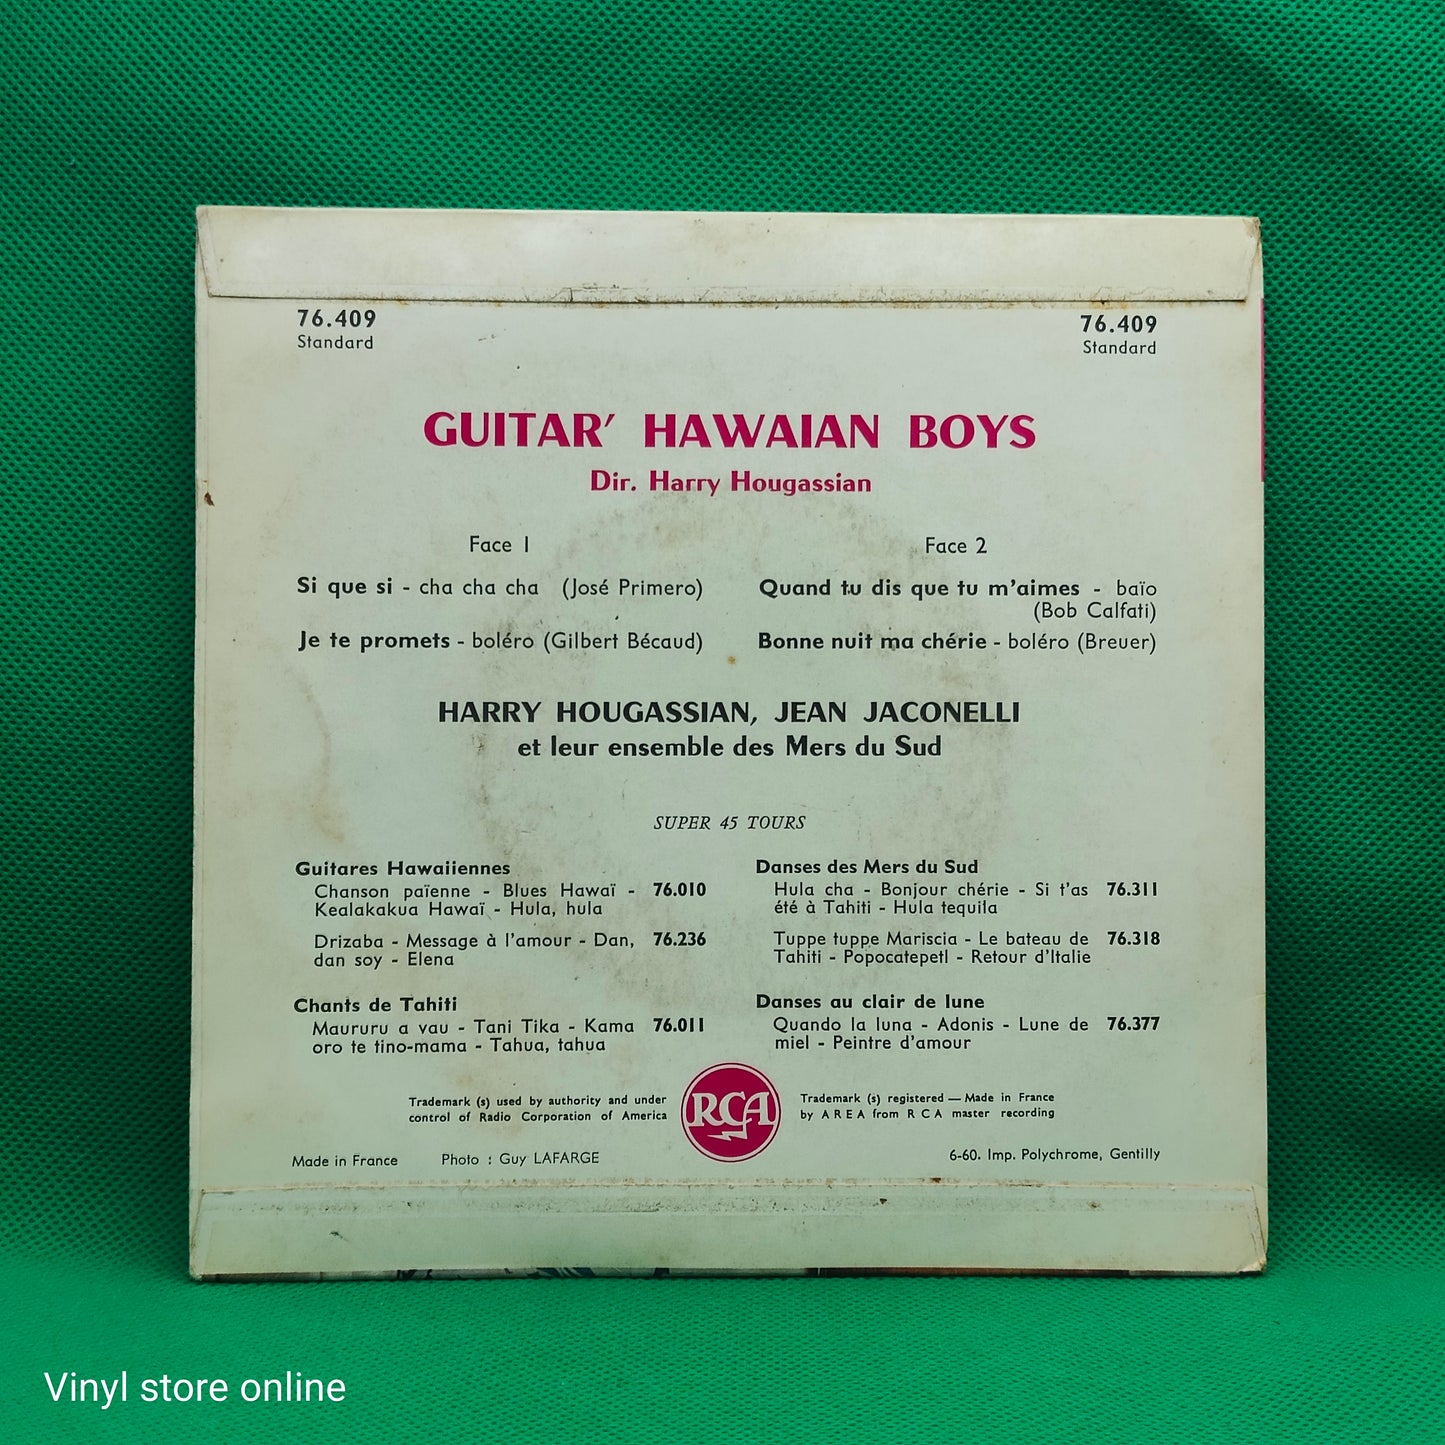 76.409
Standard
76.409
Standard
GUITAR' HAWAIAN BOYS
Dir. Harry Hougassian
Face 1
Si que si - cha cha cha (José Primero)
Je te promets - boléro (Gilbert Bécaud)
Face 2
Quand tu dis que tu m'aimes - baïo
(Bob Calfati)
Bonne nuit ma chérie - boléro (Breuer)
HARRY HOUGASSIAN, JEAN JACONELLI
et leur ensemble des Mers du Sud
SUPER 45 TOURS
Guitares Hawaiiennes
Chanson païenne - Blues Hawaï - 76.010
Kealakakua Hawaï - Hula, hula
Drizaba - Message à l'amour - Dan, 76.236
dan soy - Elena
Chants de Tahiti
Maururu a vau - Tani Tika - Kama 76.011
oro te tino-mama - Tahua, tahua
Danses des Mers du Sud
Hula cha - Bonjour chérie - Si t'as 76.311
été à Tahiti - Hula tequila
Tuppe tuppe Mariscia - Le bateau de 76.318
Tahiti - Popocatepetl - Retour d'Italie
Danses au clair de lune
Quando la luna - Adonis - Lune de 76.377
miel - Peintre d'amour
Trademark (s) used by authority and under
control of Radio Corporation of America
RCA
Trademark (s) registered — Made in France
by A R E A from R C A master recording
Made in France Photo : Guy LAFARGE
6-60. Imp. Polychrome, Gentilly
Vinyl store online